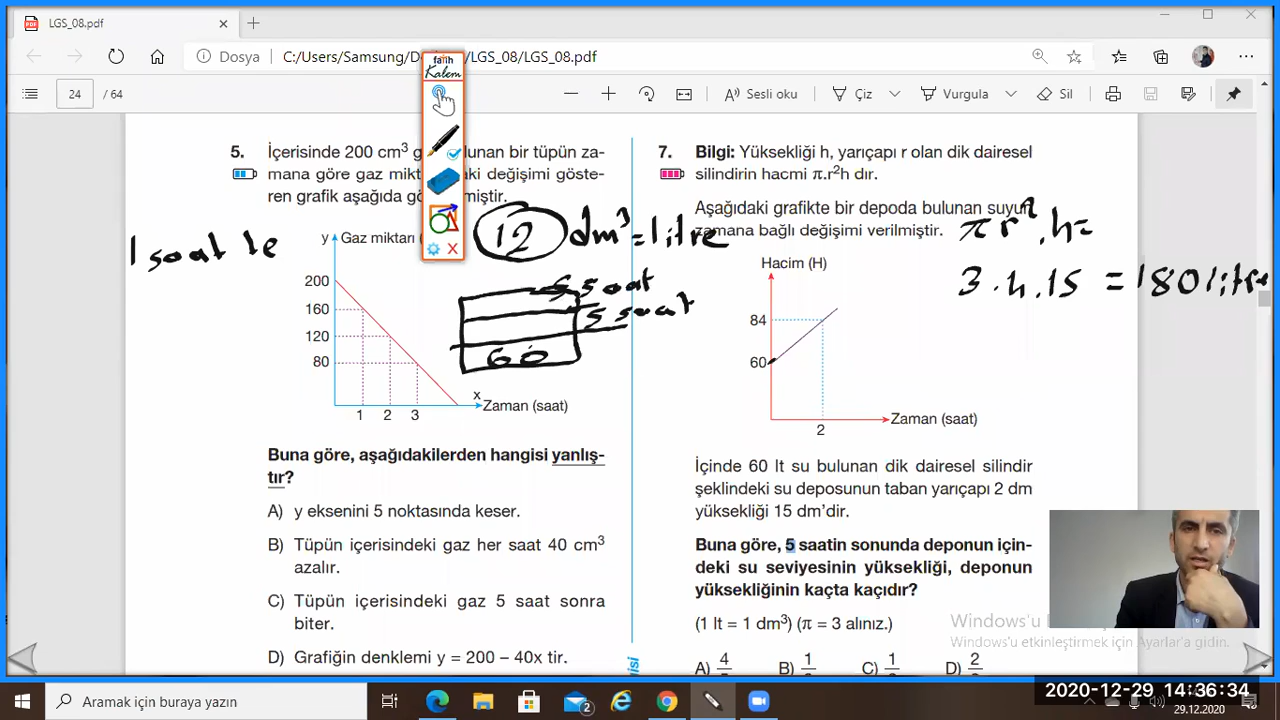 LGS_08.pdf
Dosya C:/Users/Samsung/De LGS_08/LGS_08.pdf
24 / 64
Sesli oku
Çiz
Vurgula
Sil
fatih
Kalem
5. İçerisinde 200 cm³ g lunan bir tüpün za-
mana göre gaz mikt ki değişimi göste-
ren grafik aşağıda g miştir.
1 saat te
12 dm³=litre
y Gaz miktarı
200
160
120
80
1 2 3
x
Zaman (saat)
5 saat
5 saat
60
Buna göre, aşağıdakilerden hangisi yanlış-
tır?
A) y eksenini 5 noktasında keser.
B) Tüpün içerisindeki gaz her saat 40 cm³
azalır.
C) Tüpün içerisindeki gaz 5 saat sonra
biter.
D) Grafiğin denklemi y = 200 – 40x tir.
7. Bilgi: Yüksekliği h, yarıçapı r olan dik dairesel
silindirin hacmi π.r²h dır.
Aşağıdaki grafikte bir depoda bulunan suyun
zamana bağlı değişimi verilmiştir.
πr².h=
3.4.15 = 180 litre
Hacim (H)
84
60
2
Zaman (saat)
İçinde 60 lt su bulunan dik dairesel silindir
şeklindeki su deposunun taban yarıçapı 2 dm
yüksekliği 15 dm'dir.
Buna göre, 5 saatin sonunda deponun için-
deki su seviyesinin yüksekliği, deponun
yüksekliğinin kaçta kaçıdır?
(1 lt = 1 dm³) (π = 3 alınız.)
A) 4 B) 1 C) 1 D) 2
Windows'u
Windows'u etkinleştirmek için Ayarlar'a gidin.
Aramak için buraya yazın
2
2020-12-29 14:36:34
29.12.2020